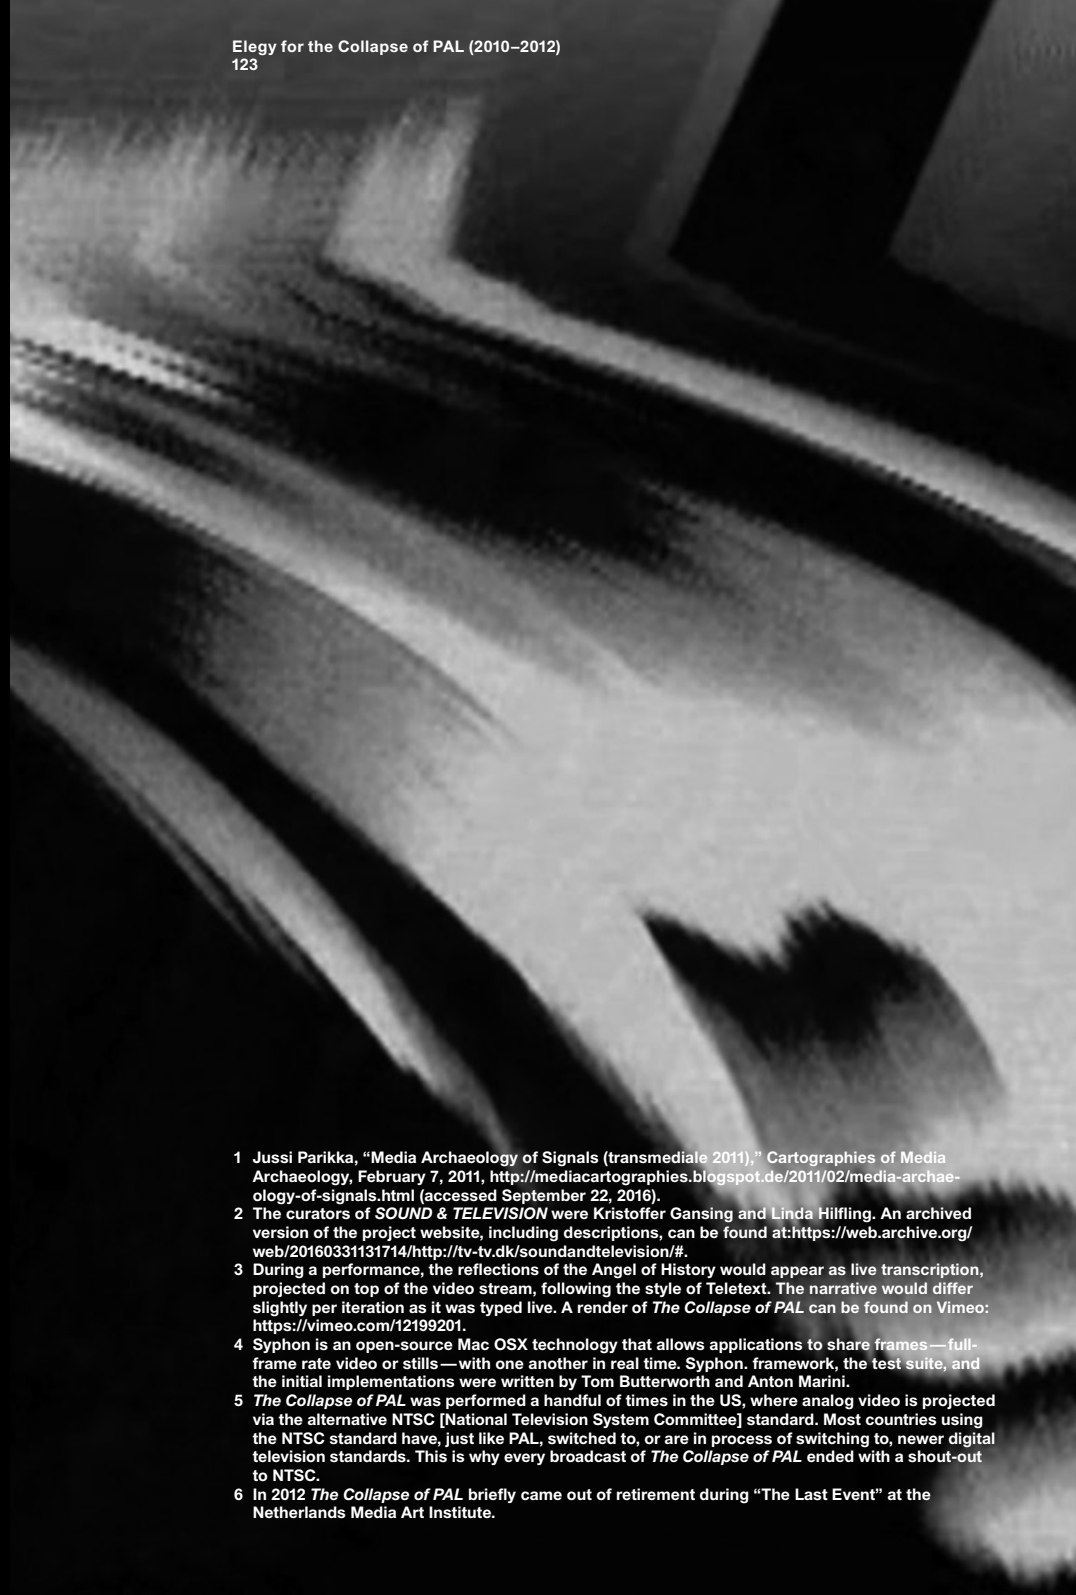 Elegy for the Collapse of PAL (2010–2012)
123
1 Jussi Parikka, “Media Archaeology of Signals (transmediale 2011),” Cartographies of Media
Archaeology, February 7, 2011, http://mediacartographies.blogspot.de/2011/02/media-archae-
ology-of-signals.html (accessed September 22, 2016).
2 The curators of SOUND & TELEVISION were Kristoffer Gansing and Linda Hilfling. An archived
version of the project website, including descriptions, can be found at:https://web.archive.org/
web/20160331131714/http://tv-tv.dk/soundandtelevision/#.
3 During a performance, the reflections of the Angel of History would appear as live transcription,
projected on top of the video stream, following the style of Teletext. The narrative would differ
slightly per iteration as it was typed live. A render of The Collapse of PAL can be found on Vimeo:
https://vimeo.com/12199201.
4 Syphon is an open-source Mac OSX technology that allows applications to share frames — full-
frame rate video or stills — with one another in real time. Syphon. framework, the test suite, and
the initial implementations were written by Tom Butterworth and Anton Marini.
5 The Collapse of PAL was performed a handful of times in the US, where analog video is projected
via the alternative NTSC [National Television System Committee] standard. Most countries using
the NTSC standard have, just like PAL, switched to, or are in process of switching to, newer digital
television standards. This is why every broadcast of The Collapse of PAL ended with a shout-out
to NTSC.
6 In 2012 The Collapse of PAL briefly came out of retirement during “The Last Event” at the
Netherlands Media Art Institute.